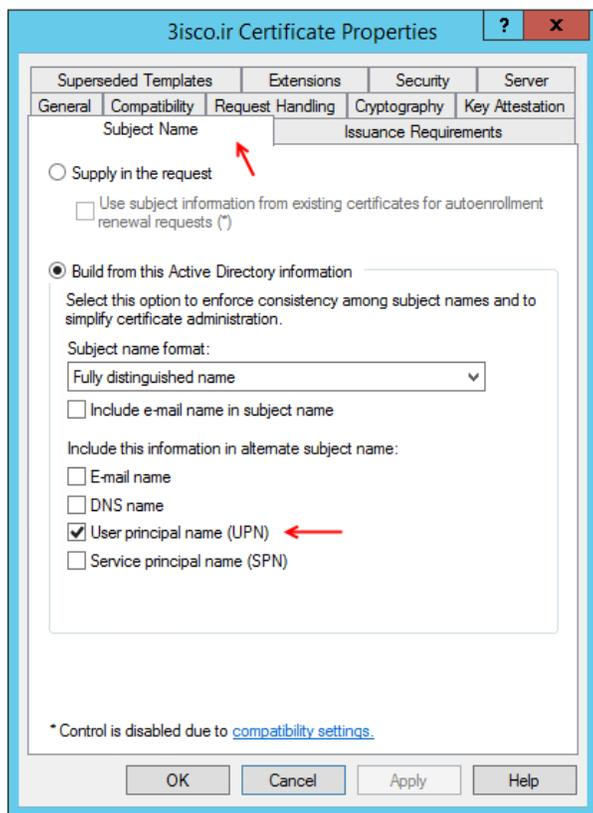 3isco.ir Certificate Properties
? x
Superseded Templates Extensions Security Server
General Compatibility Request Handling Cryptography Key Attestation
Subject Name Issuance Requirements
Supply in the request
Use subject information from existing certificates for autoenrollment
renewal requests (*)
Build from this Active Directory information
Select this option to enforce consistency among subject names and to
simplify certificate administration.
Subject name format:
Fully distinguished name
Include e-mail name in subject name
Include this information in alternate subject name:
E-mail name
DNS name
User principal name (UPN)
Service principal name (SPN)
* Control is disabled due to compatibility settings.
OK Cancel Apply Help